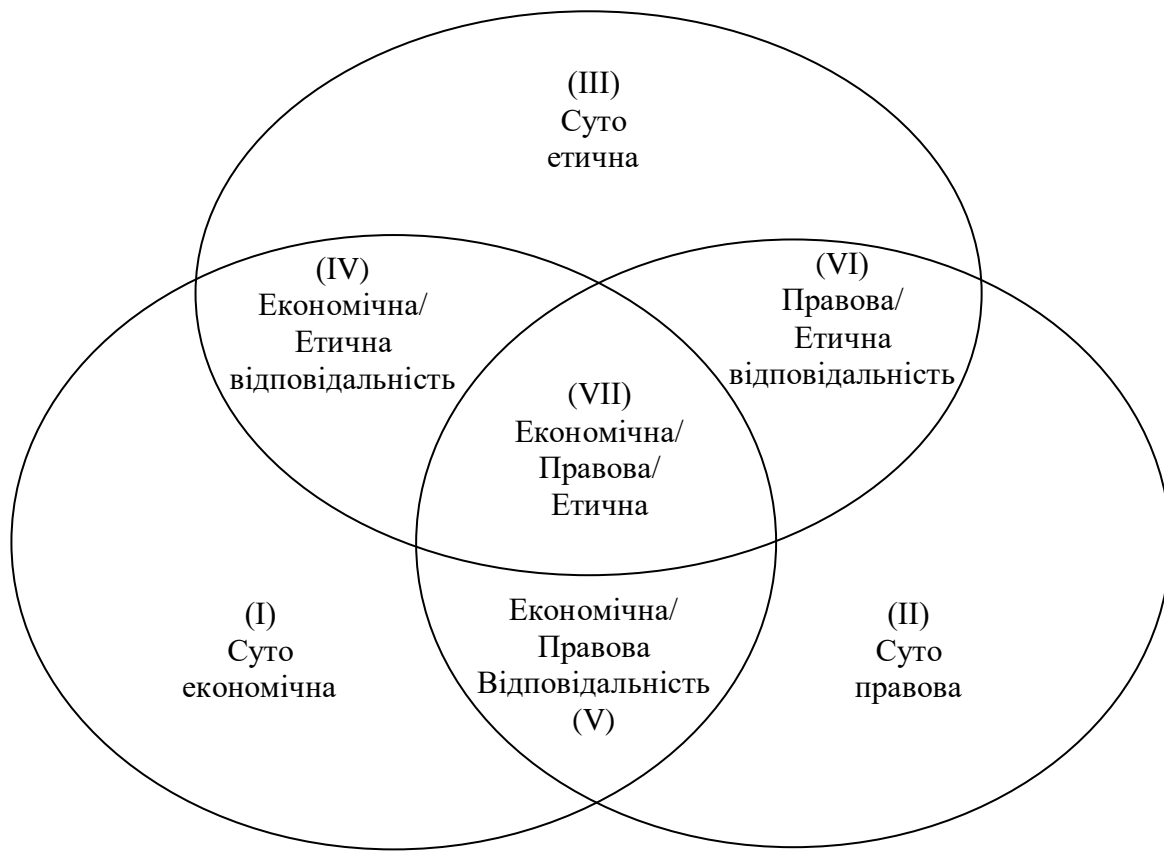 (III)
Суто
етична
(IV)
Економічна/
Етична
відповідальність
(VI)
Правова/
Етична
відповідальність
(VII)
Економічна/
Правова/
Етична
(I)
Суто
економічна
Економічна/
Правова
Відповідальність
(V)
(II)
Суто
правова